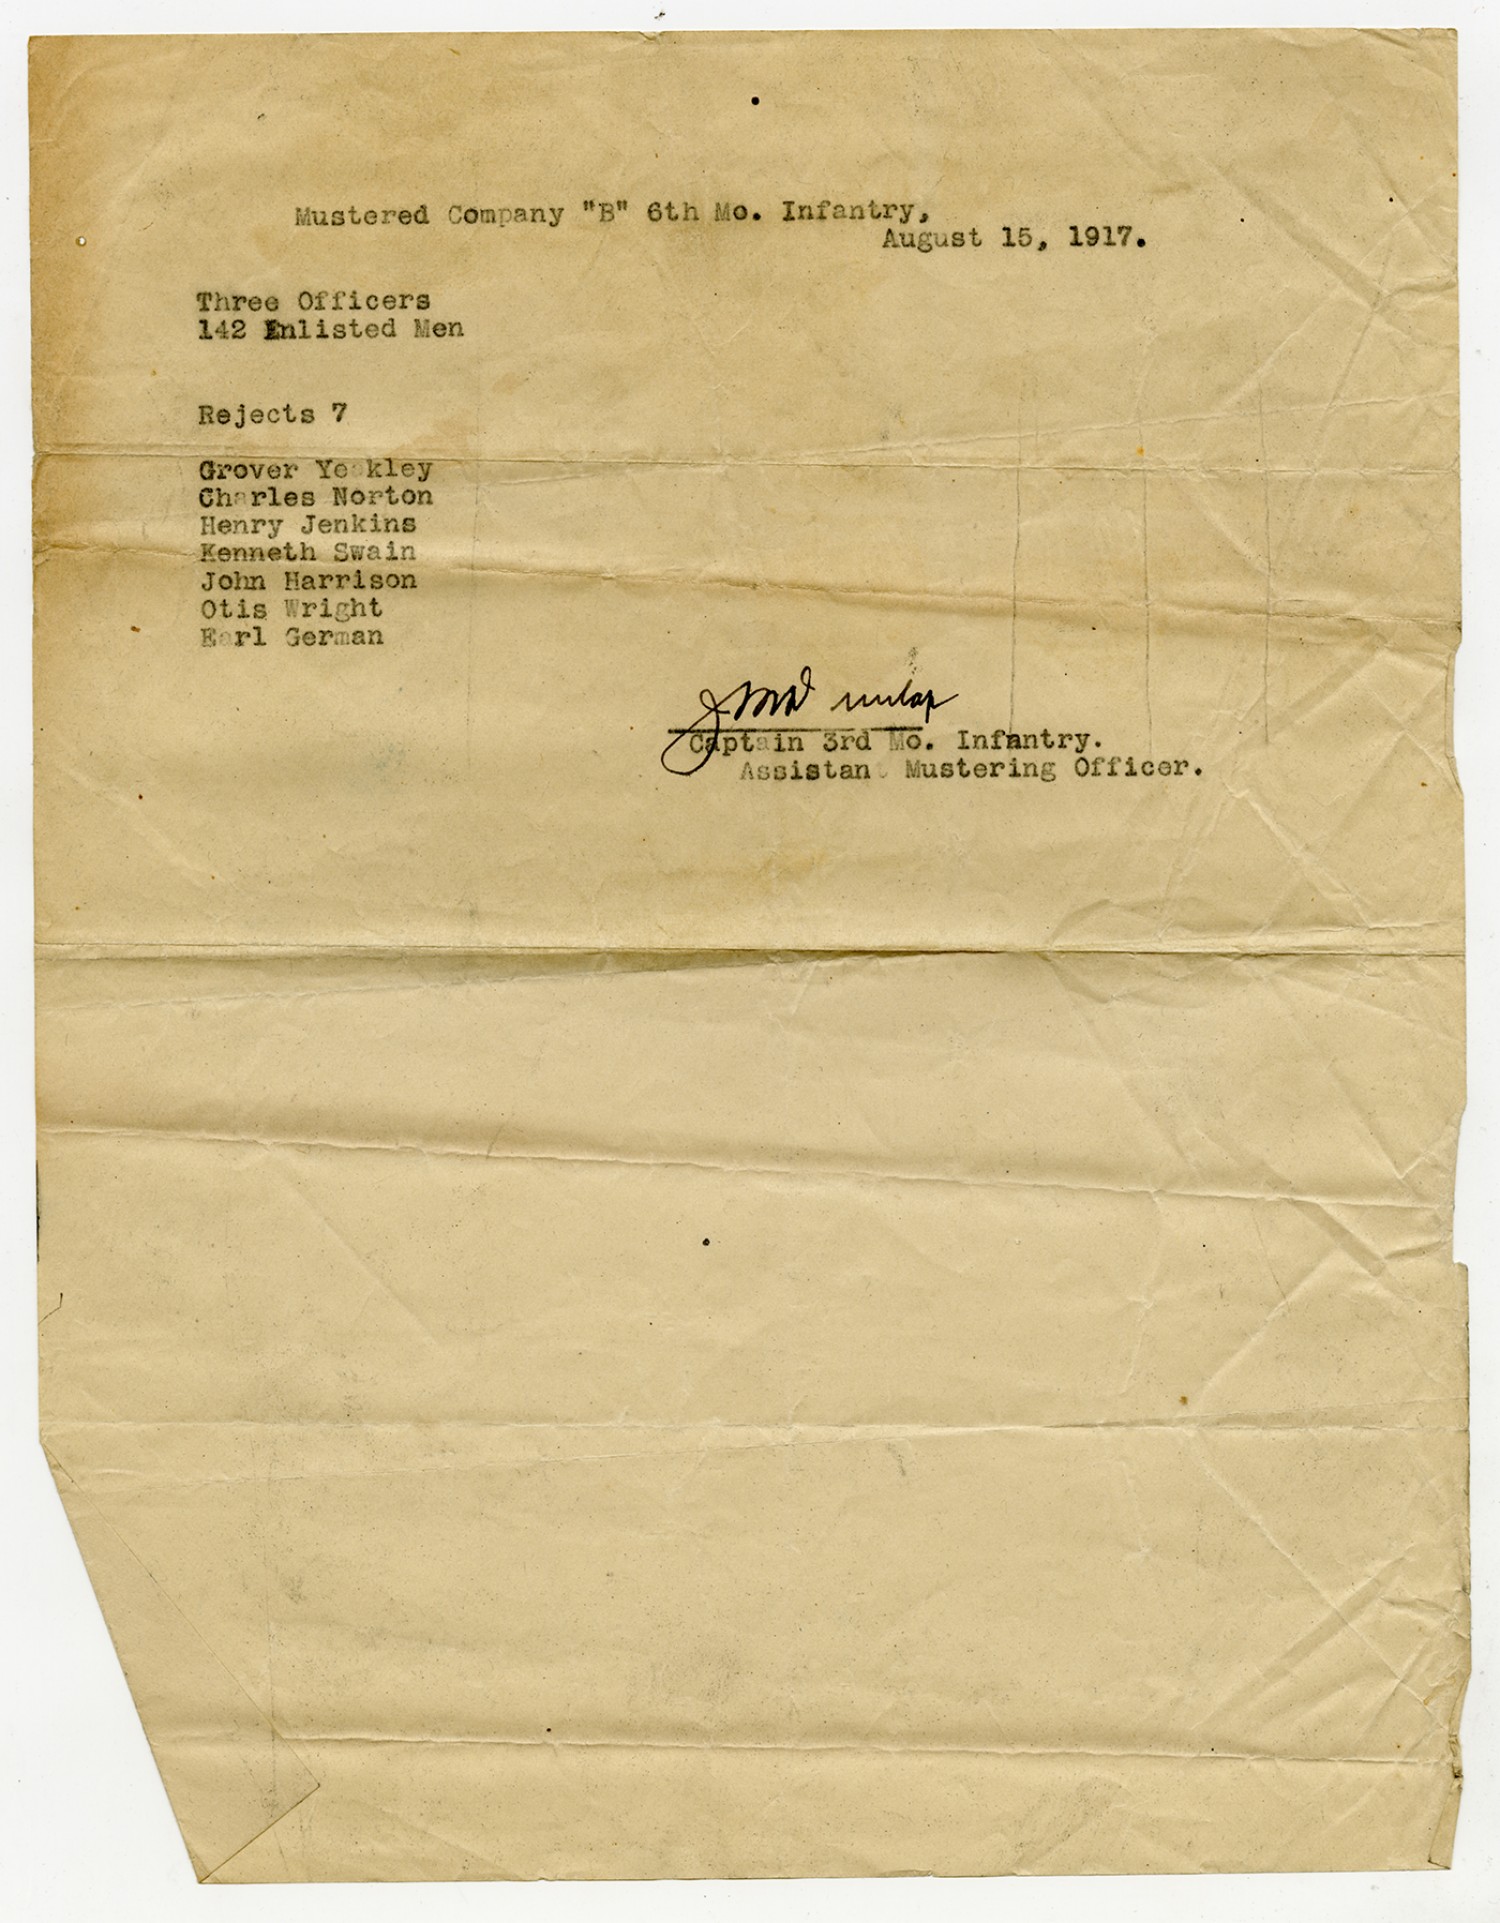 Mustered Company "B" 6th Mo. Infantry,
August 15, 1917.
Three Officers
142 Enlisted Men
Rejects 7
Grover Yeakley
Charles Norton
Henry Jenkins
Kenneth Swain
John Harrison
Otis Wright
Earl German
Dunlap
Captain 3rd Mo. Infantry.
Assistant Mustering Officer.